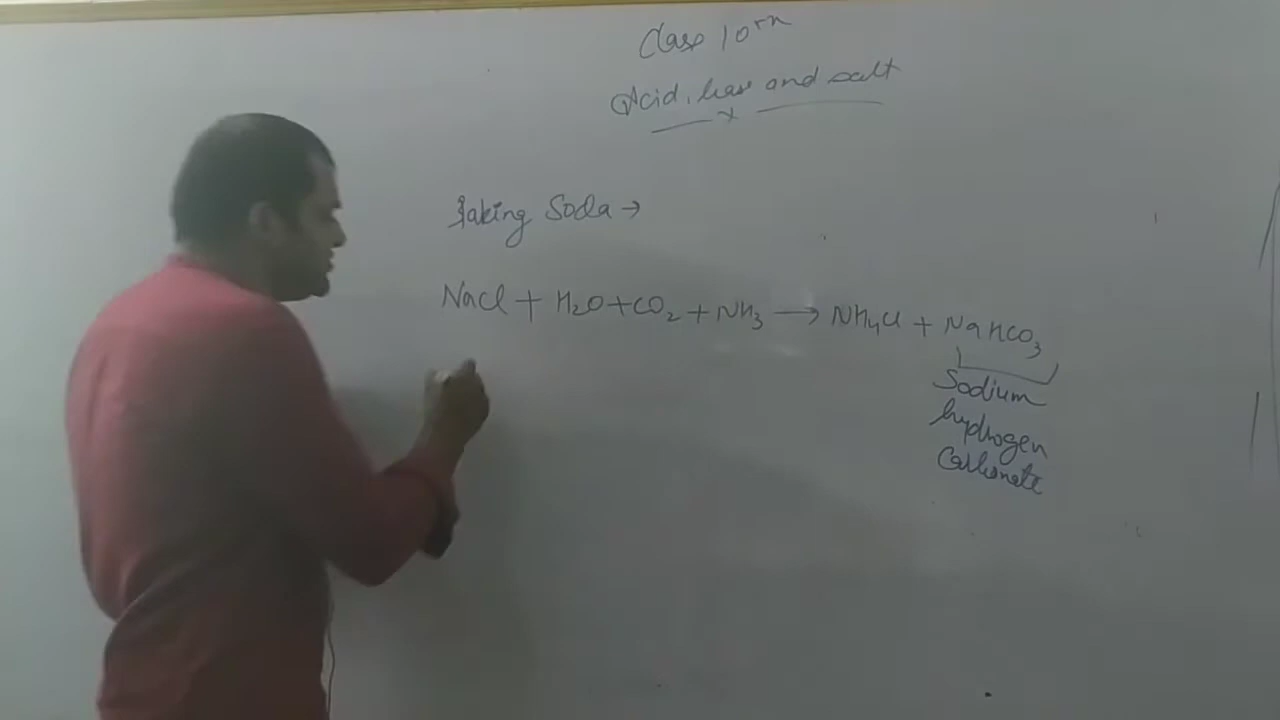 Class 10th
Acid, base and salt
Baking Soda →
NaCl + H₂O + CO₂ + NH₃ → NH₄Cl + NaHCO₃
Sodium
hydrogen
Carbonate